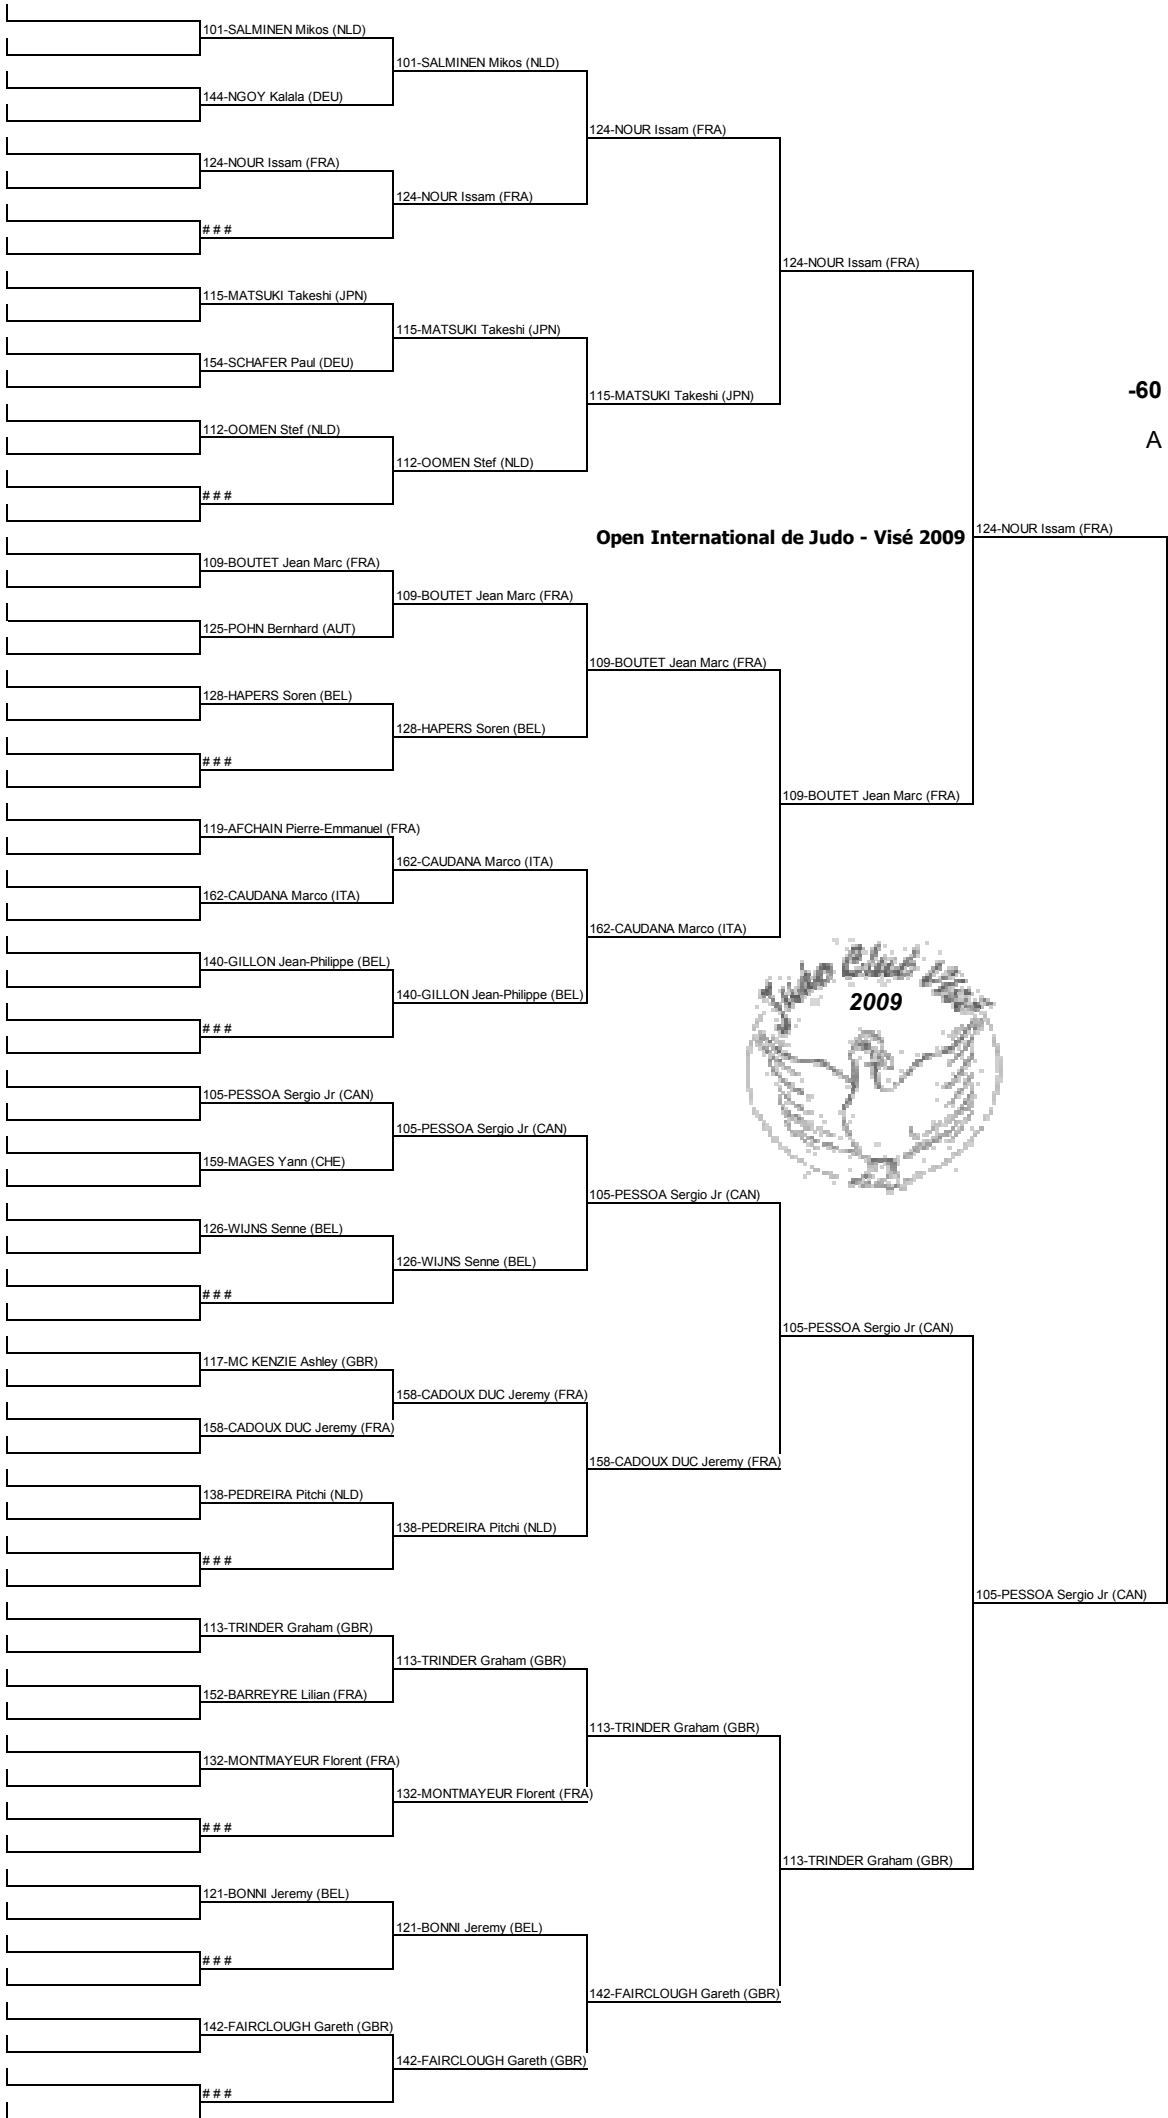 101-SALMINEN Mikos (NLD)
101-SALMINEN Mikos (NLD)
144-NGOY Kalala (DEU)
124-NOUR Issam (FRA)
124-NOUR Issam (FRA)
124-NOUR Issam (FRA)
# # #
124-NOUR Issam (FRA)
115-MATSUKI Takeshi (JPN)
115-MATSUKI Takeshi (JPN)
154-SCHAFER Paul (DEU)
-60
115-MATSUKI Takeshi (JPN)
112-OOMEN Stef (NLD)
A
112-OOMEN Stef (NLD)
# # #
124-NOUR Issam (FRA)
Open International de Judo - Visé 2009
109-BOUTET Jean Marc (FRA)
109-BOUTET Jean Marc (FRA)
125-POHN Bernhard (AUT)
109-BOUTET Jean Marc (FRA)
128-HAPERS Soren (BEL)
128-HAPERS Soren (BEL)
# # #
109-BOUTET Jean Marc (FRA)
119-AFCHAIN Pierre-Emmanuel (FRA)
162-CAUDANA Marco (ITA)
162-CAUDANA Marco (ITA)
162-CAUDANA Marco (ITA)
140-GILLON Jean-Philippe (BEL)
140-GILLON Jean-Philippe (BEL)
Judo Club Visé
2009
# # #
105-PESSOA Sergio Jr (CAN)
105-PESSOA Sergio Jr (CAN)
159-MAGES Yann (CHE)
105-PESSOA Sergio Jr (CAN)
126-WIJNS Senne (BEL)
126-WIJNS Senne (BEL)
# # #
105-PESSOA Sergio Jr (CAN)
117-MC KENZIE Ashley (GBR)
158-CADOUX DUC Jeremy (FRA)
158-CADOUX DUC Jeremy (FRA)
158-CADOUX DUC Jeremy (FRA)
138-PEDREIRA Pitchi (NLD)
138-PEDREIRA Pitchi (NLD)
# # #
105-PESSOA Sergio Jr (CAN)
113-TRINDER Graham (GBR)
113-TRINDER Graham (GBR)
152-BARREYRE Lilian (FRA)
113-TRINDER Graham (GBR)
132-MONTMAYEUR Florent (FRA)
132-MONTMAYEUR Florent (FRA)
# # #
113-TRINDER Graham (GBR)
121-BONNI Jeremy (BEL)
121-BONNI Jeremy (BEL)
# # #
142-FAIRCLOUGH Gareth (GBR)
142-FAIRCLOUGH Gareth (GBR)
142-FAIRCLOUGH Gareth (GBR)
# # #